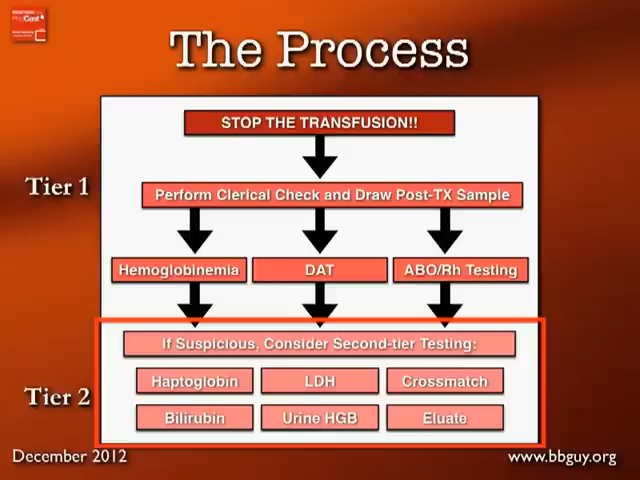 The Process
STOP THE TRANSFUSION!!
Tier 1
Perform Clerical Check and Draw Post-TX Sample
Hemoglobinemia DAT ABO/Rh Testing
If Suspicious, Consider Second-tier Testing:
Haptoglobin LDH Crossmatch
Tier 2
Bilirubin Urine HGB Eluate
December 2012 www.bbguy.org